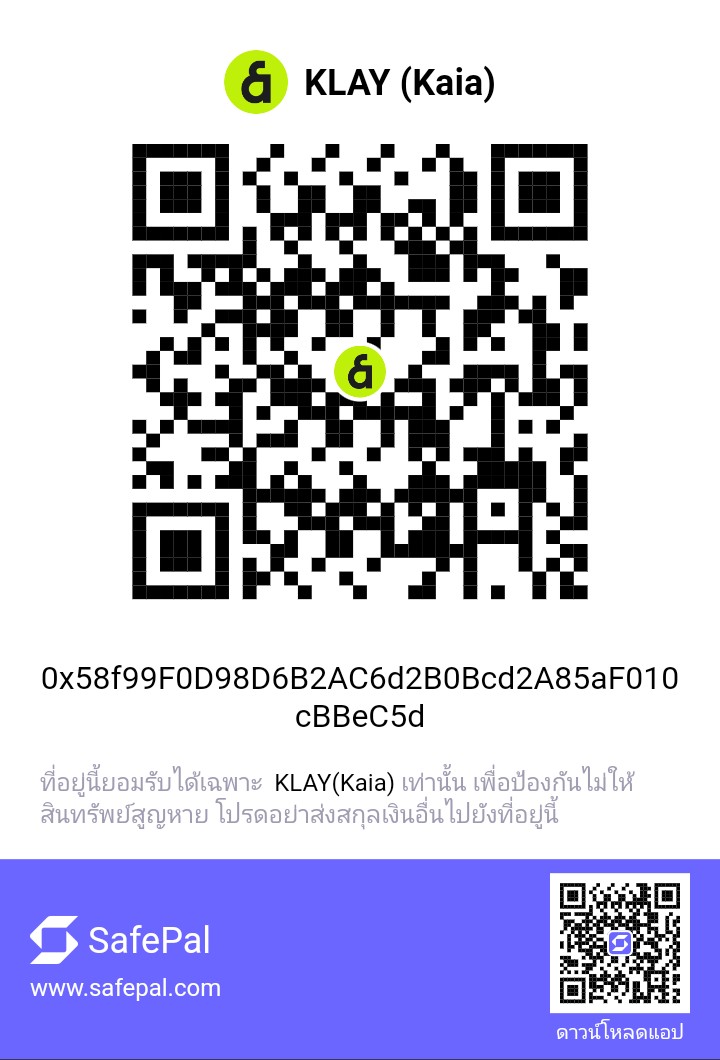 KLAY (Kaia)
0x58f99F0D98D6B2AC6d2B0Bcd2A85aF010
cBBeC5d
ที่อยู่นี้ยอมรับได้เฉพาะ KLAY(Kaia) เท่านั้น เพื่อป้องกันไม่ให้
สินทรัพย์สูญหาย โปรดอย่าส่งสกุลเงินอื่นไปยังที่อยู่นี้
SafePal
www.safepal.com
ดาวน์โหลดแอป